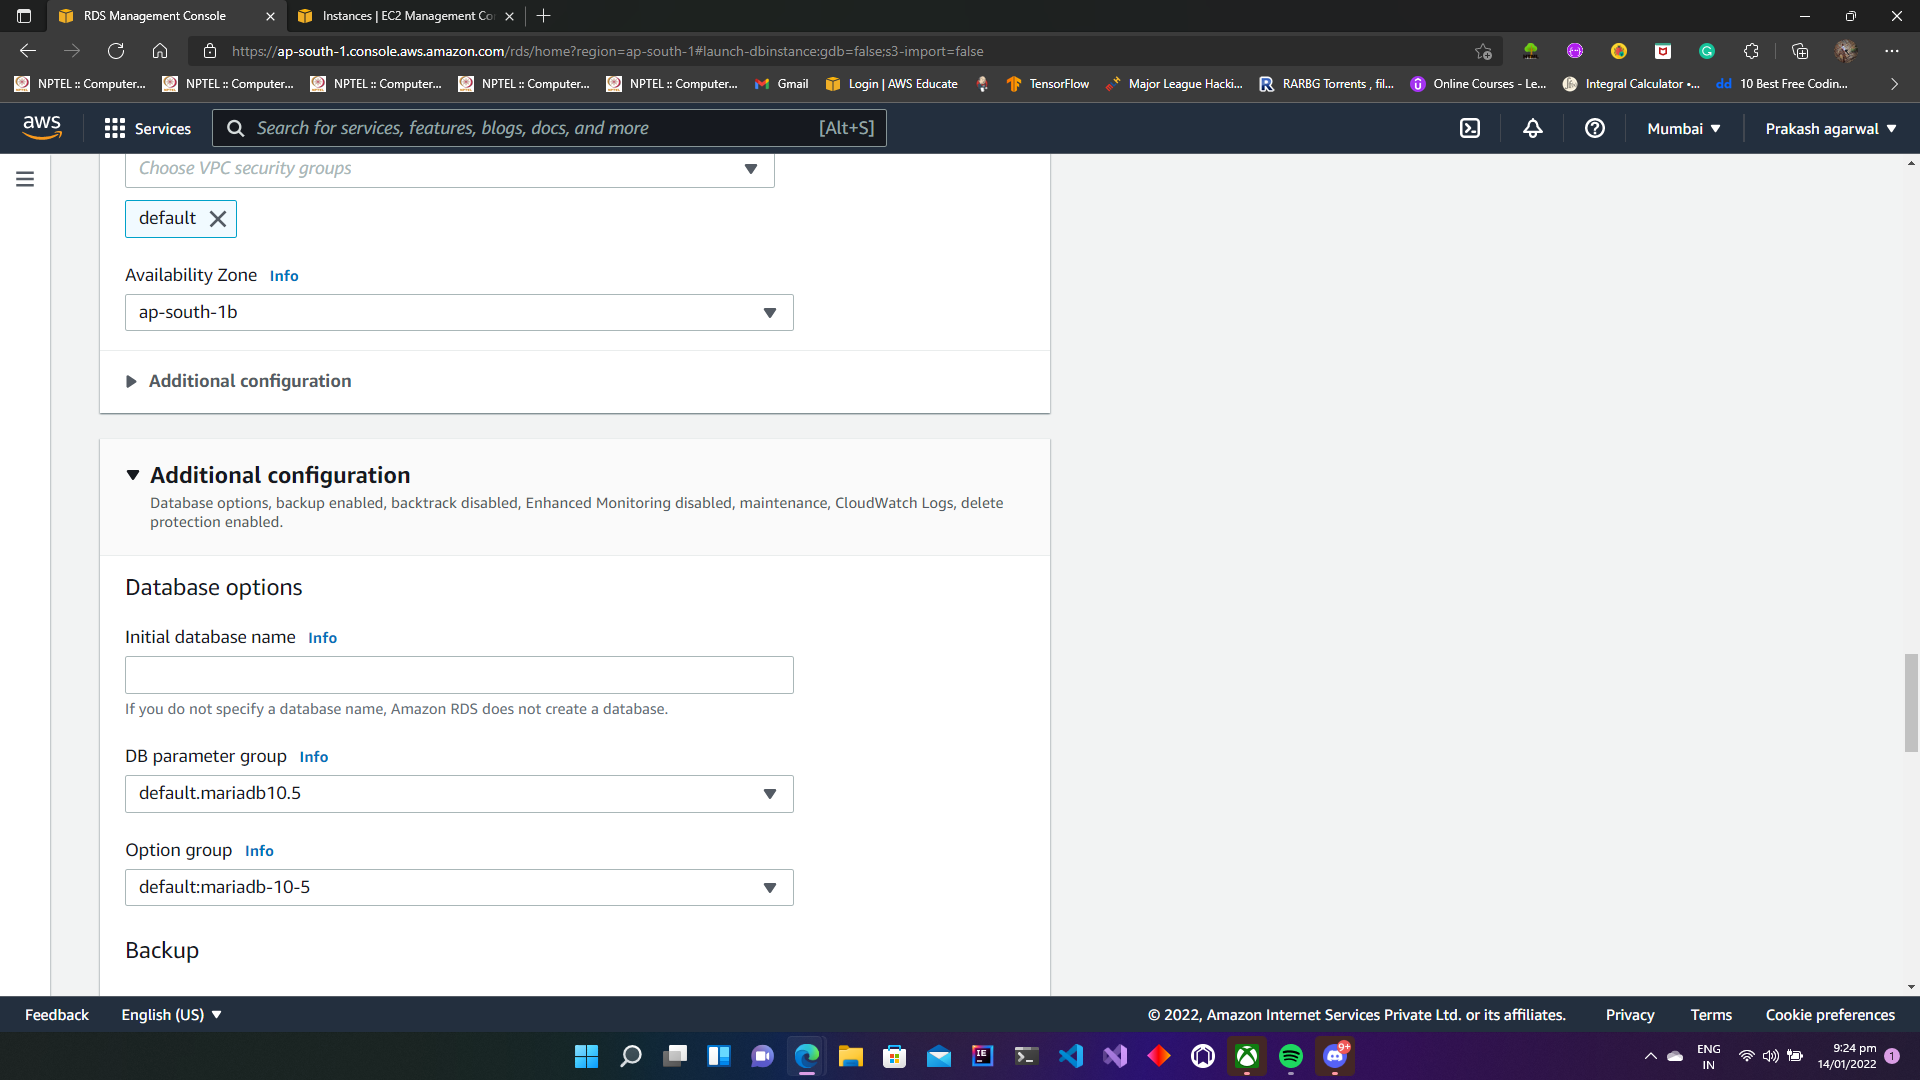 RDS Management Console
Instances | EC2 Management Co
https://ap-south-1.console.aws.amazon.com/rds/home?region=ap-south-1#launch-dbinstance:gdb=false;s3-import=false
NPTEL :: Computer... NPTEL :: Computer... NPTEL :: Computer... NPTEL :: Computer... NPTEL :: Computer... Gmail Login | AWS Educate TensorFlow Major League Hacki... RARBG Torrents , fil... Online Courses - Le... Integral Calculator •... dd 10 Best Free Codin...
aws Services Search for services, features, blogs, docs, and more [Alt+S] Mumbai Prakash agarwal
Choose VPC security groups
default
Availability Zone Info
ap-south-1b
Additional configuration
Additional configuration
Database options, backup enabled, backtrack disabled, Enhanced Monitoring disabled, maintenance, CloudWatch Logs, delete
protection enabled.
Database options
Initial database name Info
If you do not specify a database name, Amazon RDS does not create a database.
DB parameter group Info
default.mariadb10.5
Option group Info
default:mariadb-10-5
Backup
Feedback English (US) © 2022, Amazon Internet Services Private Ltd. or its affiliates. Privacy Terms Cookie preferences
IE 9+ ENG 9:24 pm 1
IN 14/01/2022